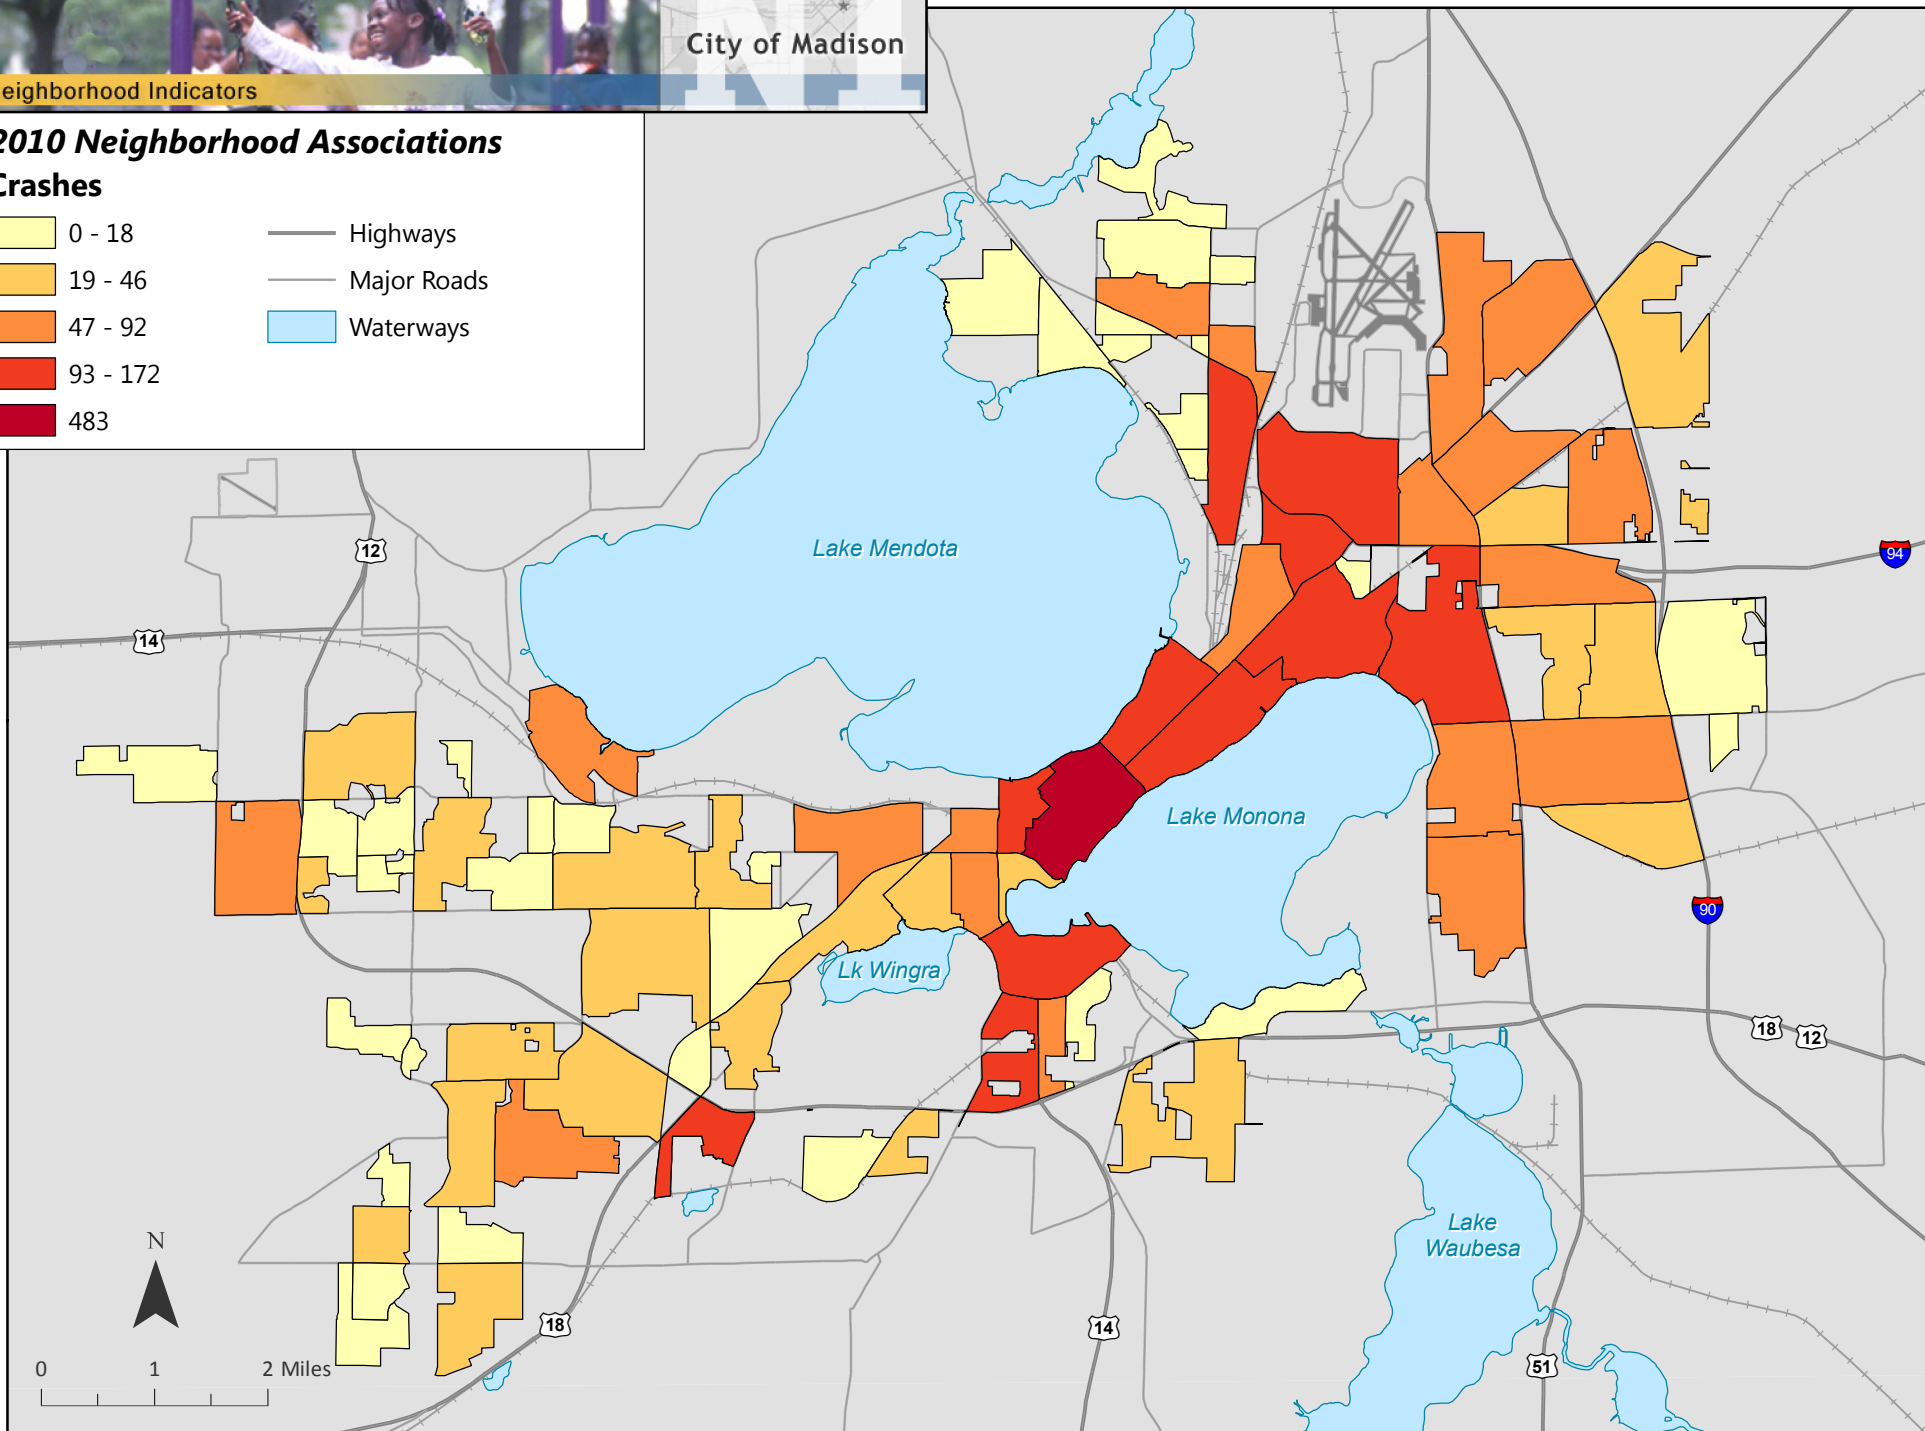 City of Madison
eighborhood Indicators
2010 Neighborhood Associations
Crashes
0 - 18
19 - 46
47 - 92
93 - 172
483
Highways
Major Roads
Waterways
12
14
Lake Mendota
94
Lake Monona
Lk Wingra
90
18
12
Lake
Waubesa
N
18
14
51
0 1 2 Miles